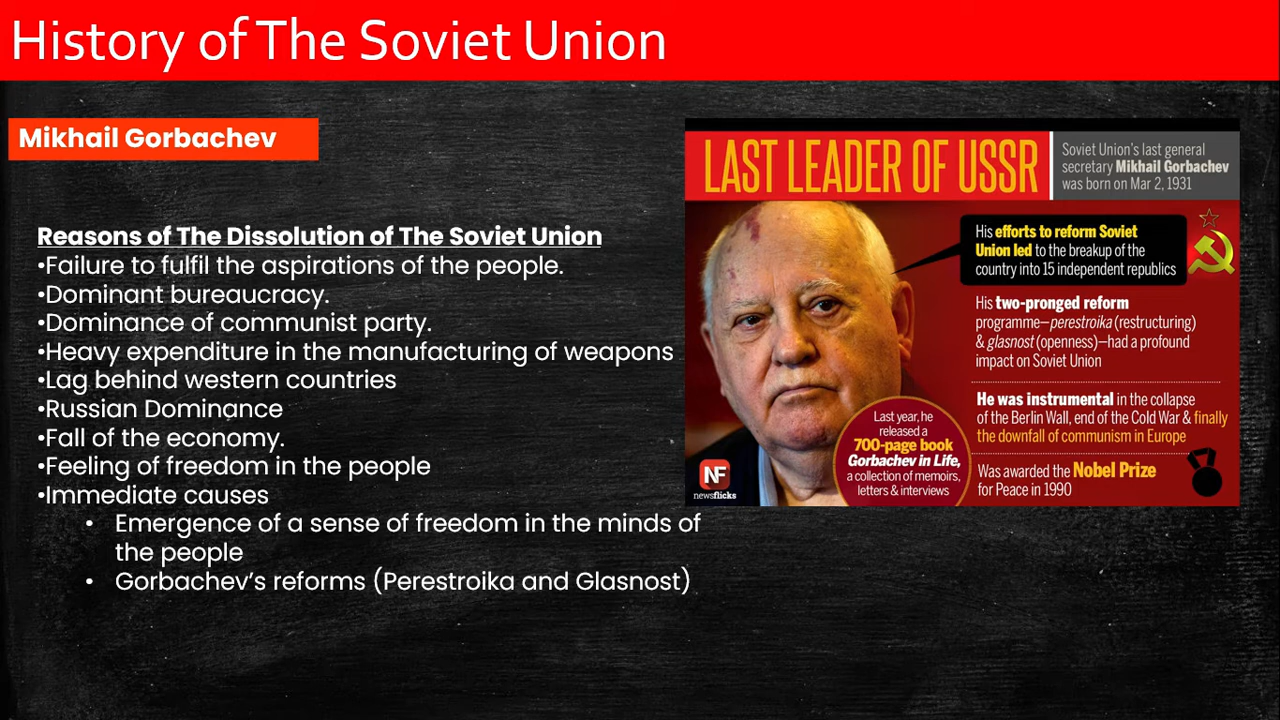 History of The Soviet Union
Mikhail Gorbachev
Reasons of The Dissolution of The Soviet Union
•Failure to fulfil the aspirations of the people.
•Dominant bureaucracy.
•Dominance of communist party.
•Heavy expenditure in the manufacturing of weapons
•Lag behind western countries
•Russian Dominance
•Fall of the economy.
•Feeling of freedom in the people
•Immediate causes
• Emergence of a sense of freedom in the minds of
the people
• Gorbachev's reforms (Perestroika and Glasnost)
LAST LEADER OF USSR
Soviet Union's last general
secretary Mikhail Gorbachev
was born on Mar 2, 1931
His efforts to reform Soviet
Union led to the breakup of the
country into 15 independent republics
His two-pronged reform
programme—perestroika (restructuring)
& glasnost (openness)—had a profound
impact on Soviet Union
He was instrumental in the collapse
of the Berlin Wall, end of the Cold War & finally
the downfall of communism in Europe
Was awarded the Nobel Prize
for Peace in 1990
Last year, he
released a
700-page book
Gorbachev in Life,
a collection of memoirs,
letters & interviews
NF
newsflicks